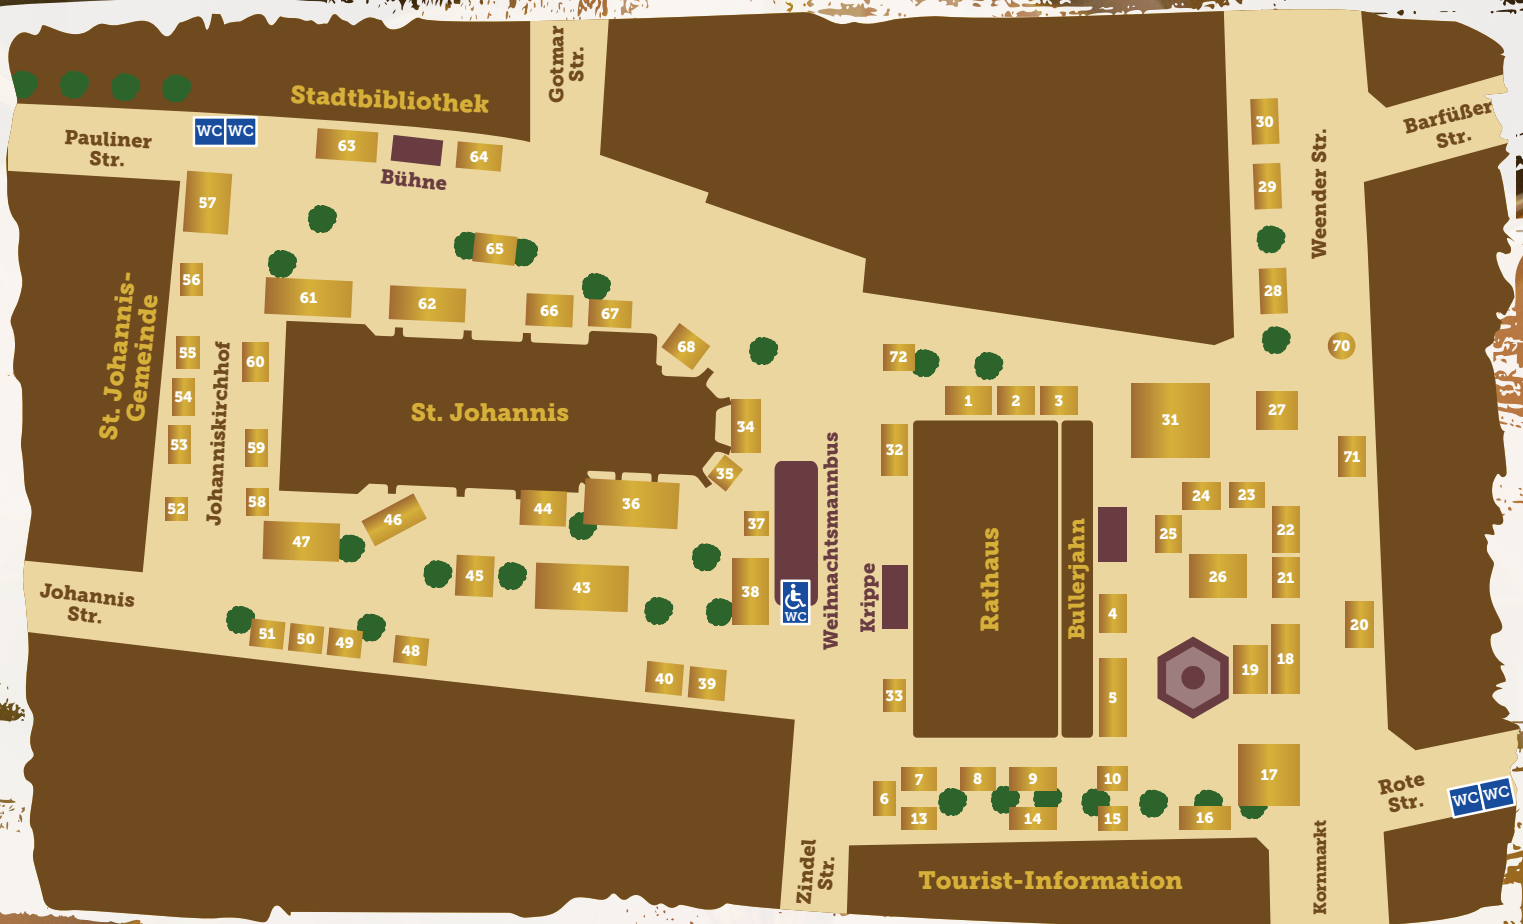 Gotmar
Str.
Stadtbibliothek
Pauliner
Str.
WC WC
63
64
Bühne
57
65
56
61
62
66
67
68
55
60
54
53
59
52
58
St. Johannis-
Gemeinde
Johanniskirchhof
St. Johannis
34
35
36
44
46
47
37
45
43
38
WC
Weihnachtsmannbus
Johannis
Str.
51
50
49
48
40
39
30
29
28
Weender Str.
Barfüßer
Str.
70
72
1
2
3
31
27
32
71
24
23
25
22
26
21
Rathaus
Bullerjahn
Krippe
4
20
18
19
33
5
7
8
9
10
17
6
13
14
15
16
Rote
Str.
WC WC
Zindel
Str.
Tourist-Information
Kornmarkt